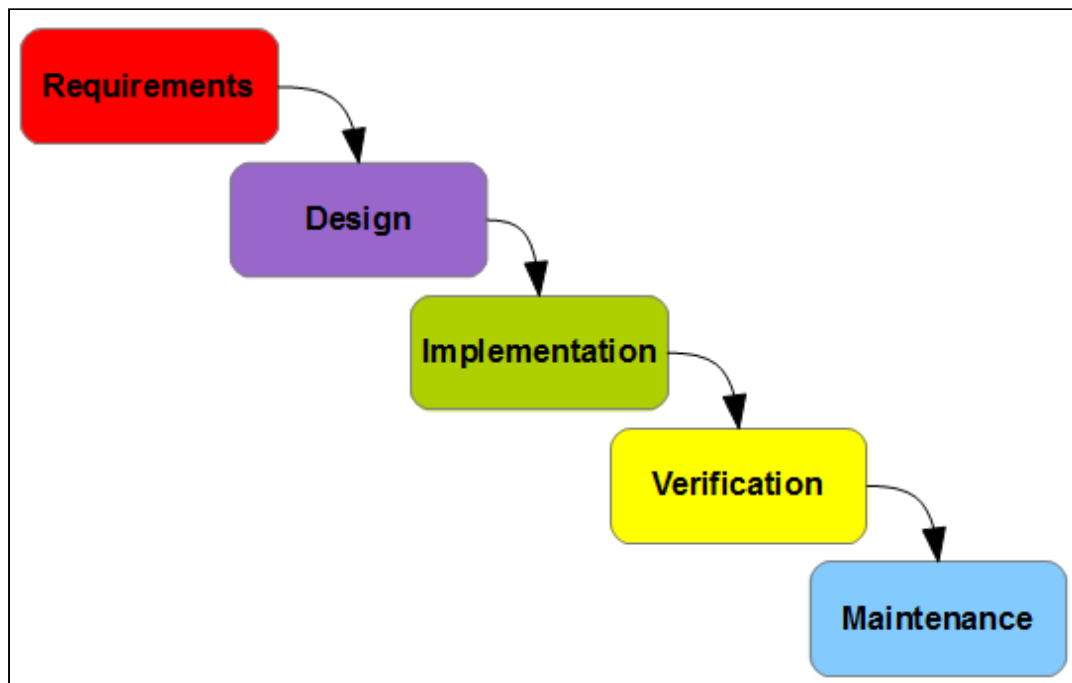 Requirements
Design
Implementation
Verification
Maintenance